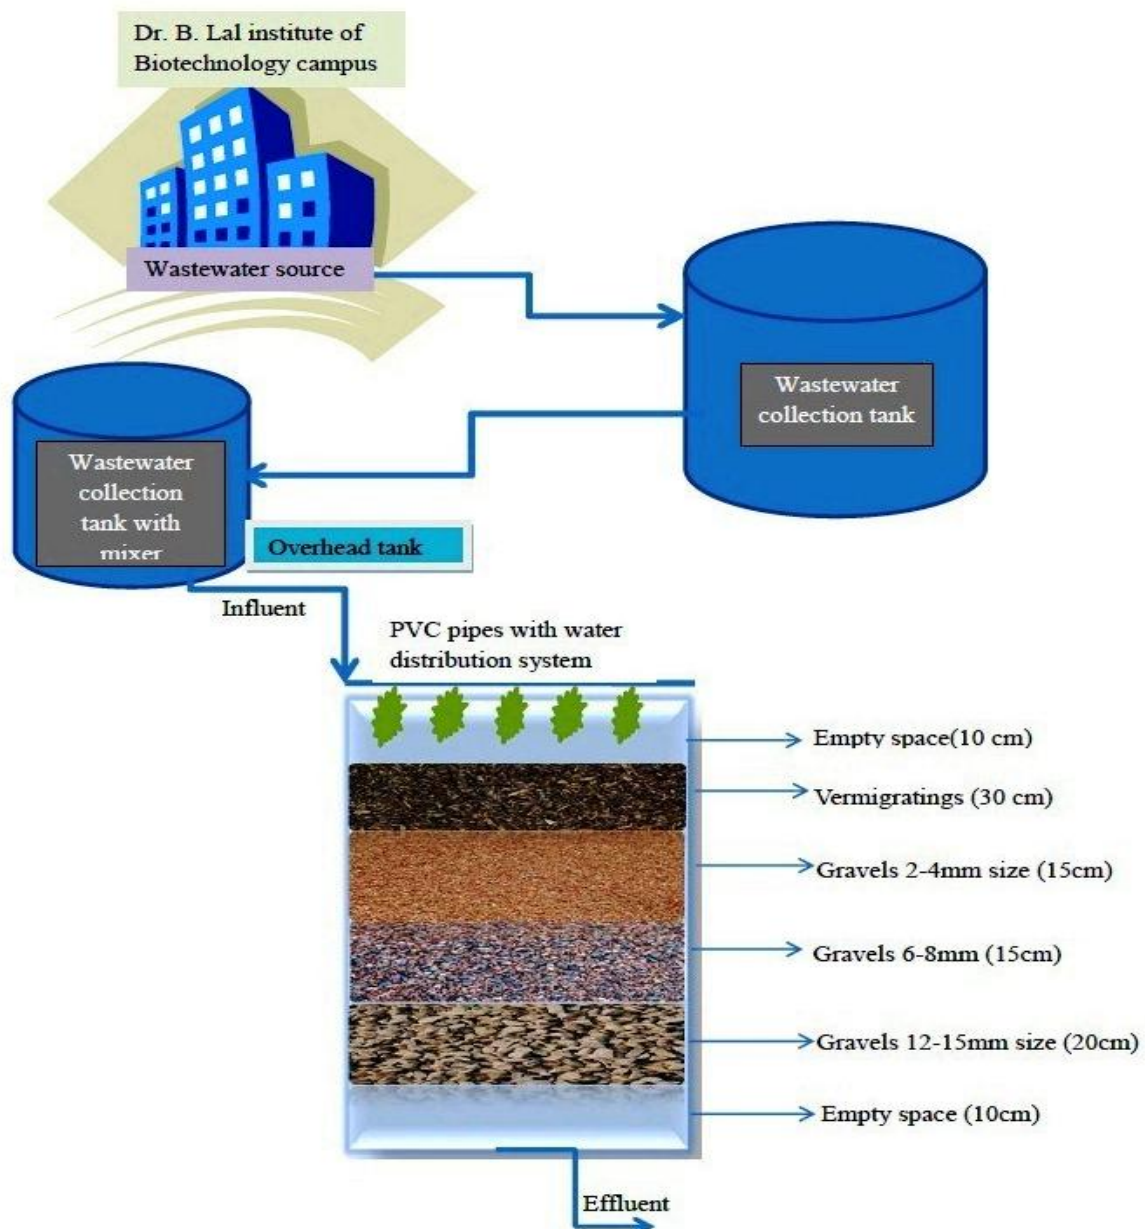 Dr. B. Lal institute of
Biotechnology campus
Wastewater source
Wastewater
collection tank
Wastewater
collection
tank with
mixer
Overhead tank
Influent
PVC pipes with water
distribution system
Empty space(10 cm)
Vermigratings (30 cm)
Gravels 2-4mm size (15cm)
Gravels 6-8mm (15cm)
Gravels 12-15mm size (20cm)
Empty space (10cm)
Effluent